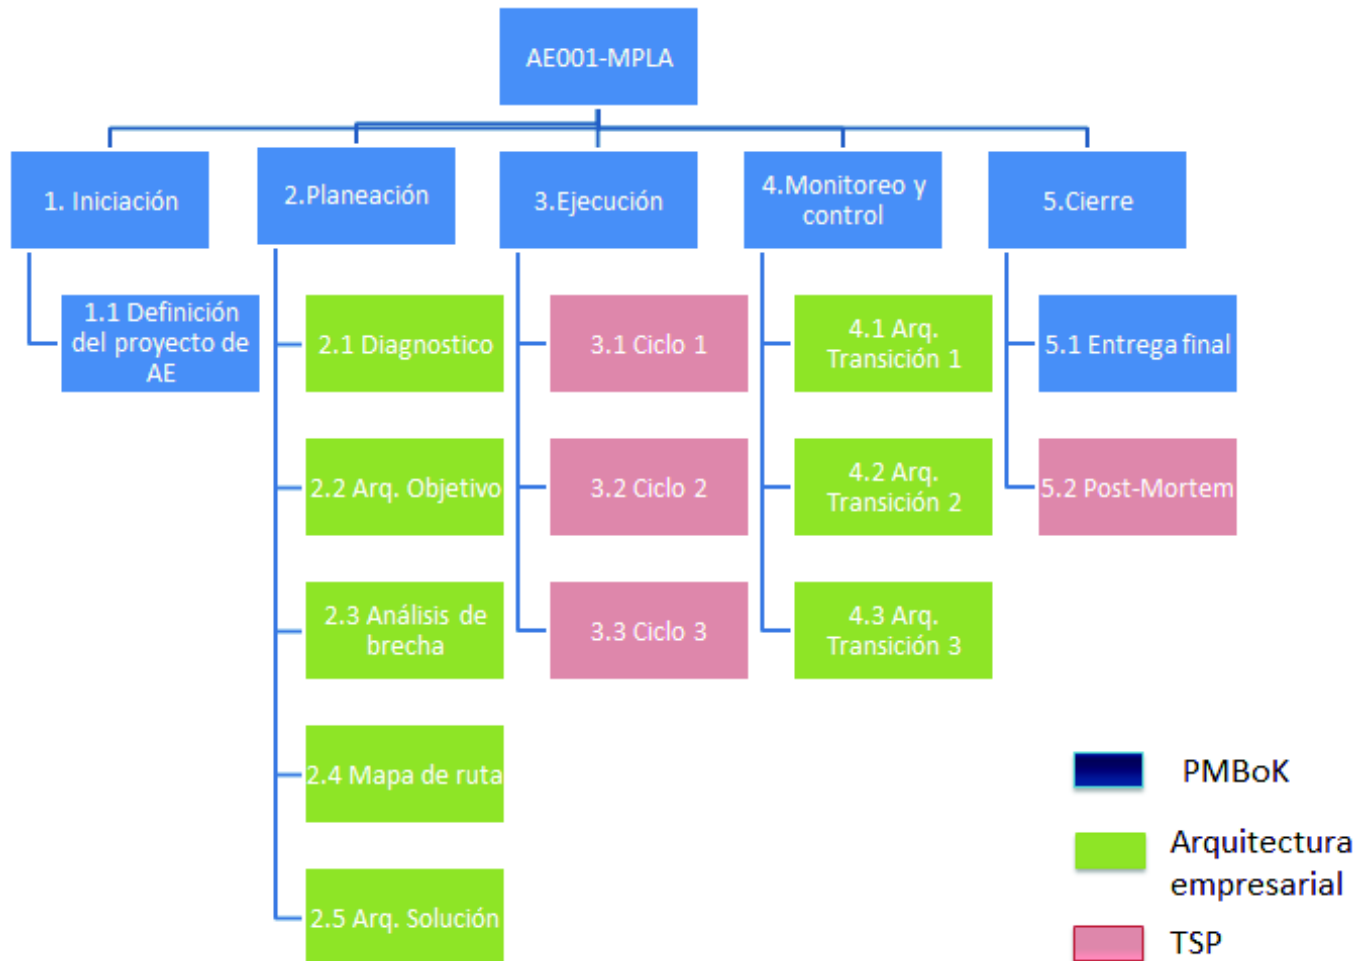 AE001-MPLA
1. Iniciación
2.Planeación
3.Ejecución
4.Monitoreo y
control
5.Cierre
1.1 Definición
del proyecto de
AE
2.1 Diagnostico
2.2 Arq. Objetivo
2.3 Análisis de
brecha
2.4 Mapa de ruta
2.5 Arq. Solución
3.1 Ciclo 1
3.2 Ciclo 2
3.3 Ciclo 3
4.1 Arq.
Transición 1
4.2 Arq.
Transición 2
4.3 Arq.
Transición 3
5.1 Entrega final
5.2 Post-Mortem
PMBoK
Arquitectura
empresarial
TSP